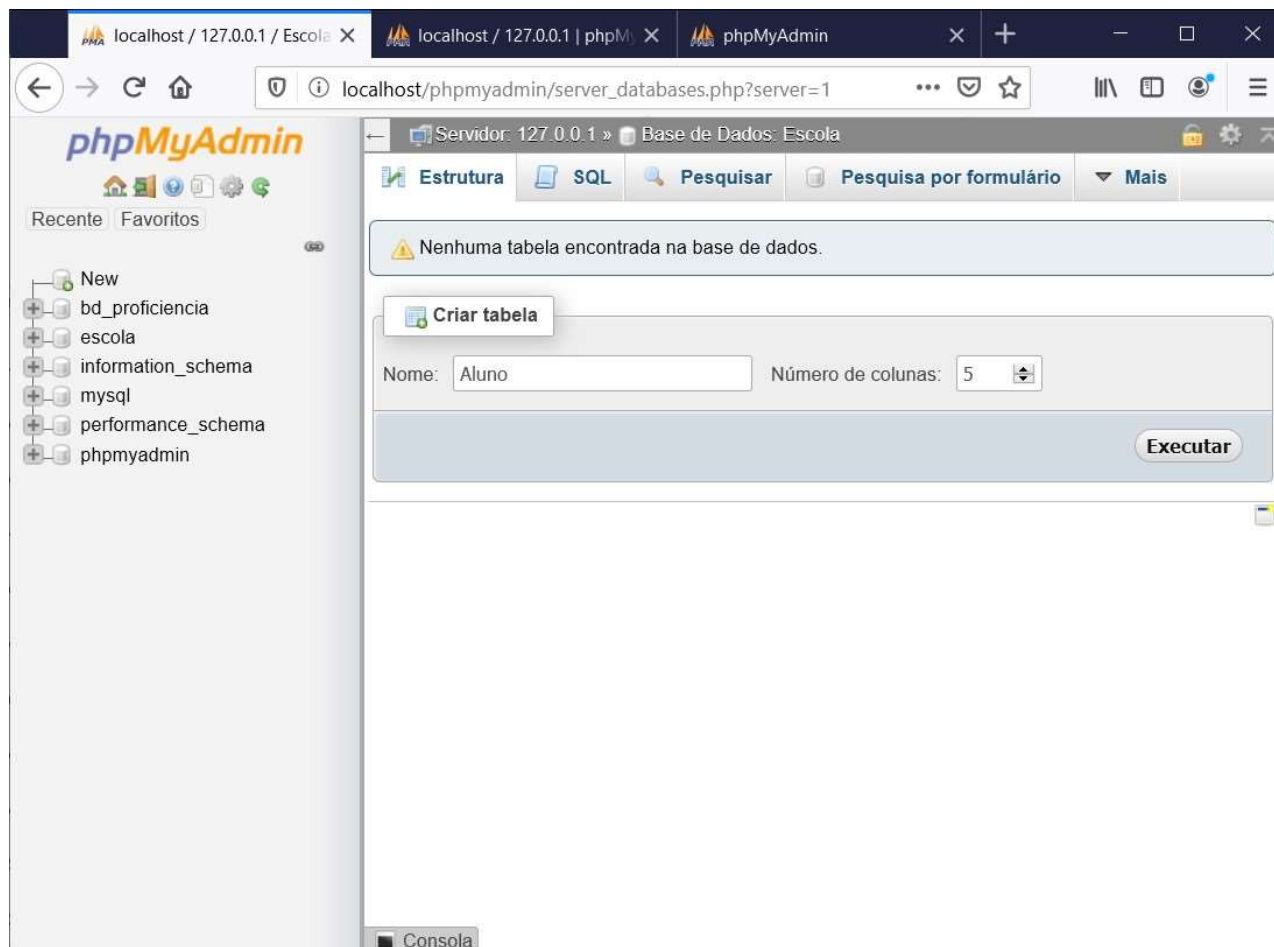 localhost / 127.0.0.1 / Escola
localhost / 127.0.0.1 | phpM
phpMyAdmin
localhost/phpmyadmin/server_databases.php?server=1
phpMyAdmin
Recente Favoritos
New
bd_proficiencia
escola
information_schema
mysql
performance_schema
phpmyadmin
Servidor: 127.0.0.1 » Base de Dados: Escola
Estrutura SQL Pesquisar Pesquisa por formulário Mais
Nenhuma tabela encontrada na base de dados.
Criar tabela
Nome: Aluno Número de colunas: 5
Executar
Consola